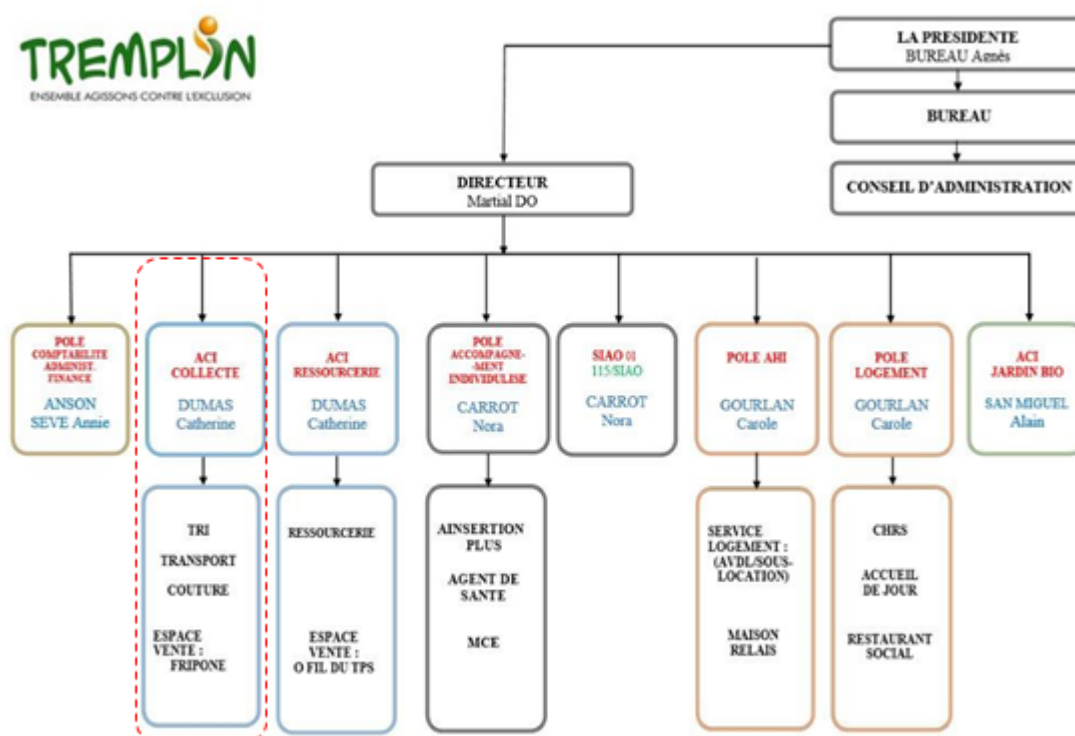 TREMPLIN
ENSEMBLE AGISSONS CONTRE L'EXCLUSION
LA PRESIDENTE
BUREAU Agnès
BUREAU
CONSEIL D'ADMINISTRATION
DIRECTEUR
Martial DO
POLE
COMPTABILITE
ADMINIST.
FINANCE
ANSON
SEVE Annie
ACI
COLLECTE
DUMAS
Catherine
ACI
RESSOURCERIE
DUMAS
Catherine
POLE
ACCOMPAGNE-
-MENT
INDIVIDULISE
CARROT
Nora
SIAO 01
115/SIAO
CARROT
Nora
POLE AHI
GOURLAN
Carole
POLE
LOGEMENT
GOURLAN
Carole
ACI
JARDIN BIO
SAN MIGUEL
Alain
TRI
TRANSPORT
COUTURE
ESPACE
VENTE :
FRIPONE
RESSOURCERIE
ESPACE
VENTE :
O FIL DU TPS
AINSERTION
PLUS
AGENT DE
SANTE
MCE
SERVICE
LOGEMENT :
(AVDL/SOUS-
LOCATION)
MAISON
RELAIS
CHRS
ACCUEIL
DE JOUR
RESTAURANT
SOCIAL